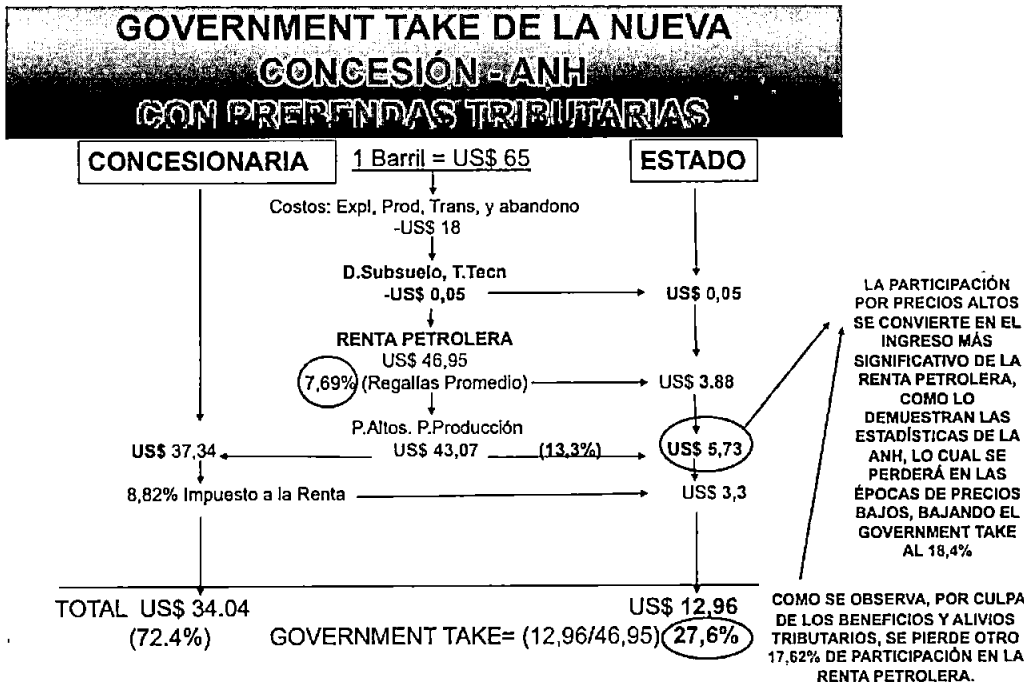 GOVERNMENT TAKE DE LA NUEVA
CONCESIÓN - ANH
CON PREBENDAS TRIBUTARIAS
CONCESIONARIA
1 Barril = US$ 65
ESTADO
Costos: Expl, Prod, Trans, y abandono
-US$ 18
D.Subsuelo, T.Tecn
-US$ 0,05
US$ 0,05
RENTA PETROLERA
US$ 46,95
7,69% (Regalías Promedio)
US$ 3.88
P.Altos. P.Producción
US$ 37,34
US$ 43,07
(13,3%)
US$ 5,73
8,82% Impuesto a la Renta
US$ 3,3
TOTAL US$ 34.04
US$ 12,96
(72.4%)
GOVERNMENT TAKE= (12,96/46,95) 27,6%
LA PARTICIPACIÓN
POR PRECIOS ALTOS
SE CONVIERTE EN EL
INGRESO MÁS
SIGNIFICATIVO DE LA
RENTA PETROLERA,
COMO LO
DEMUESTRAN LAS
ESTADÍSTICAS DE LA
ANH, LO CUAL SE
PERDERÁ EN LAS
ÉPOCAS DE PRECIOS
BAJOS, BAJANDO EL
GOVERNMENT TAKE
AL 18,4%
COMO SE OBSERVA, POR CULPA
DE LOS BENEFICIOS Y ALIVIOS
TRIBUTARIOS, SE PIERDE OTRO
17,62% DE PARTICIPACIÓN EN LA
RENTA PETROLERA.